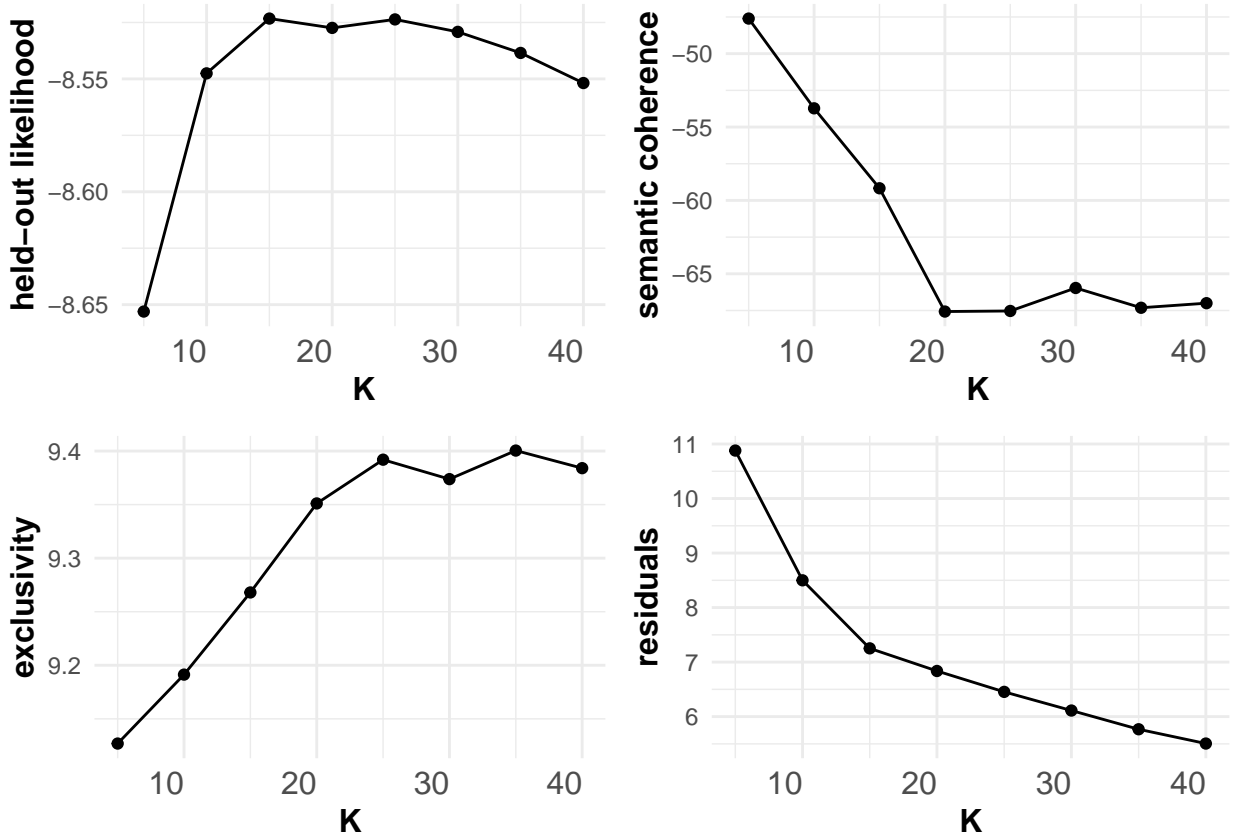 held−out likelihood
−8.55
−8.60
−8.65
10 20 30 40
K
semantic coherence
−50
−55
−60
−65
10 20 30 40
K
exclusivity
9.4
9.3
9.2
10 20 30 40
K
residuals
11
10
9
8
7
6
10 20 30 40
K